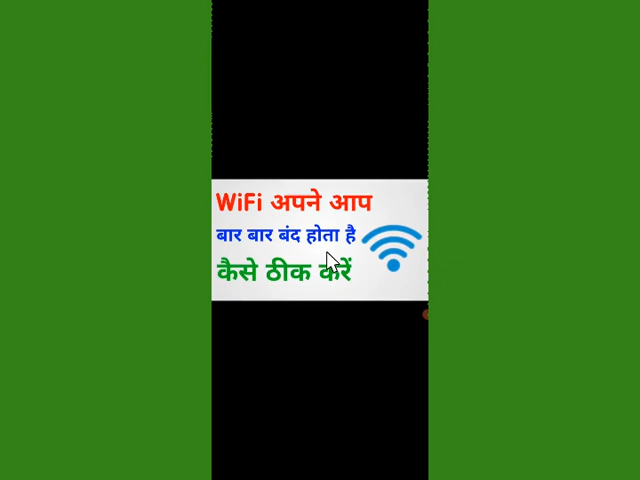 WiFi अपने आप
बार बार बंद होता है
कैसे ठीक करें